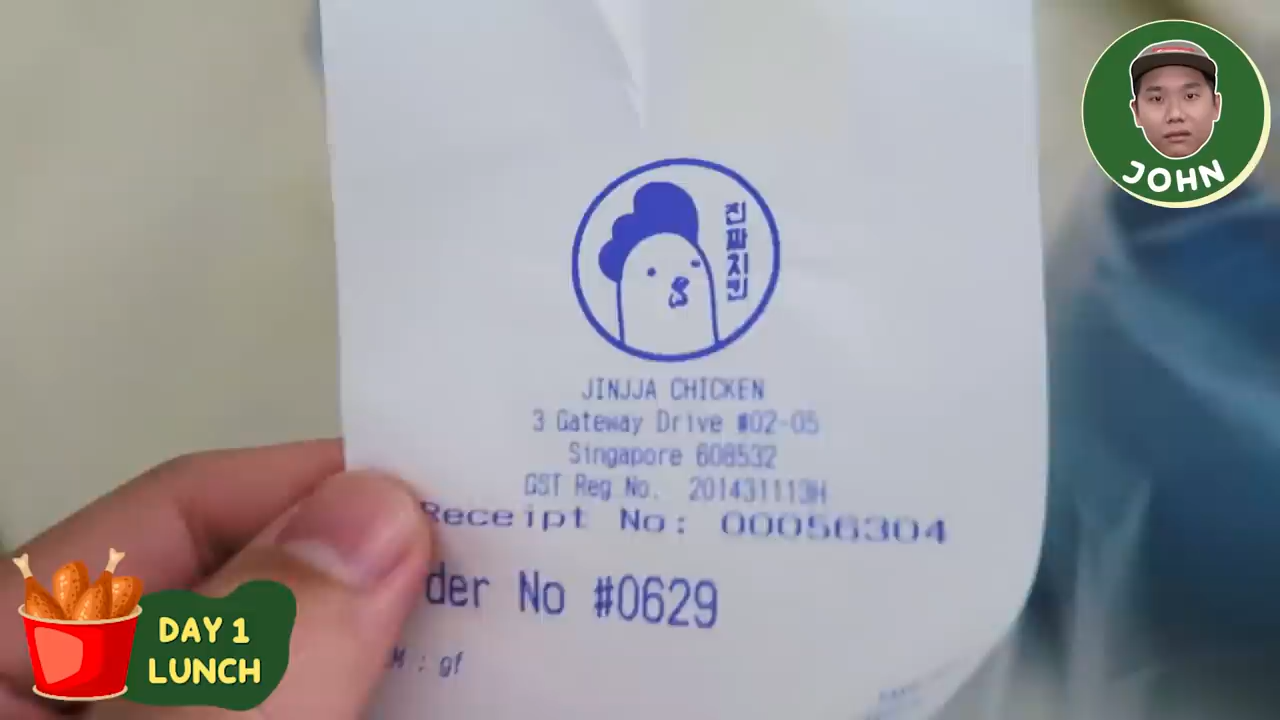 JOHN
진짜치킨
JINJJA CHICKEN
3 Gateway Drive #02-05
Singapore 608532
GST Reg No. 201431113H
Receipt No: 00056304
der No #0629
: gf
DAY 1
LUNCH